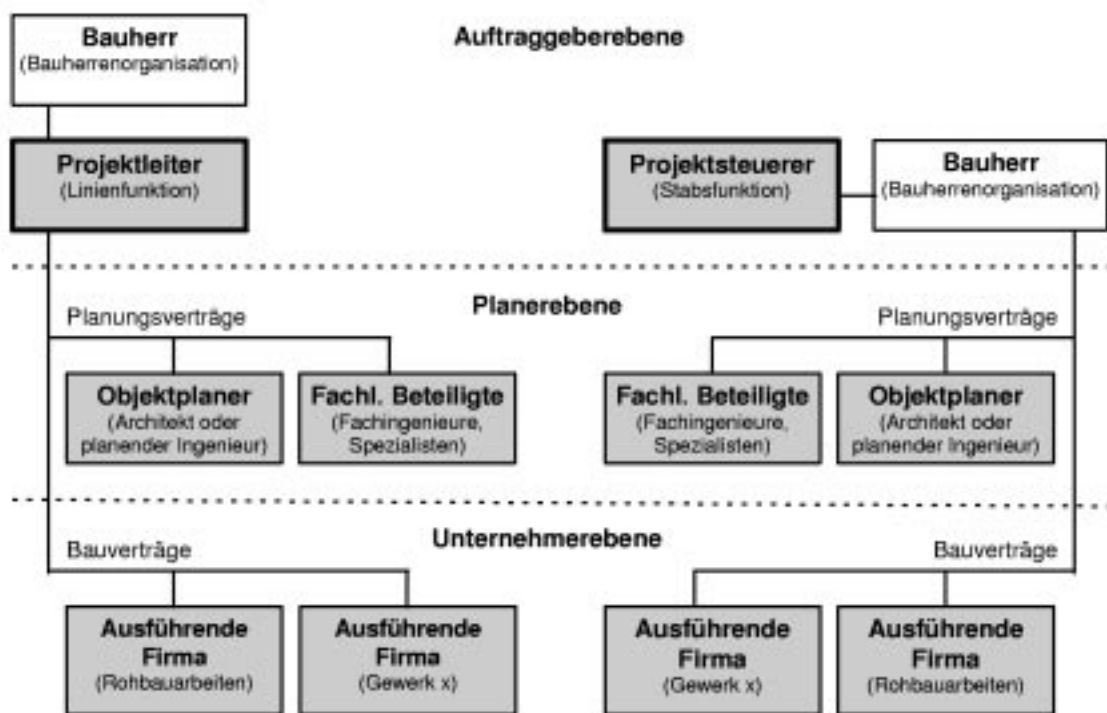 Bauherr
(Bauherrenorganisation)
Auftraggeberebene
Projektleiter
(Linienfunktion)
Projektsteuerer
(Stabsfunktion)
Bauherr
(Bauherrenorganisation)
Planerebene
Planungsverträge
Planungsverträge
Objektplaner
(Architekt oder
planender Ingenieur)
Fachl. Beteiligte
(Fachingenieure,
Spezialisten)
Fachl. Beteiligte
(Fachingenieure,
Spezialisten)
Objektplaner
(Architekt oder
planender Ingenieur)
Unternehmerebene
Bauverträge
Bauverträge
Ausführende
Firma
(Rohbauarbeiten)
Ausführende
Firma
(Gewerk x)
Ausführende
Firma
(Gewerk x)
Ausführende
Firma
(Rohbauarbeiten)